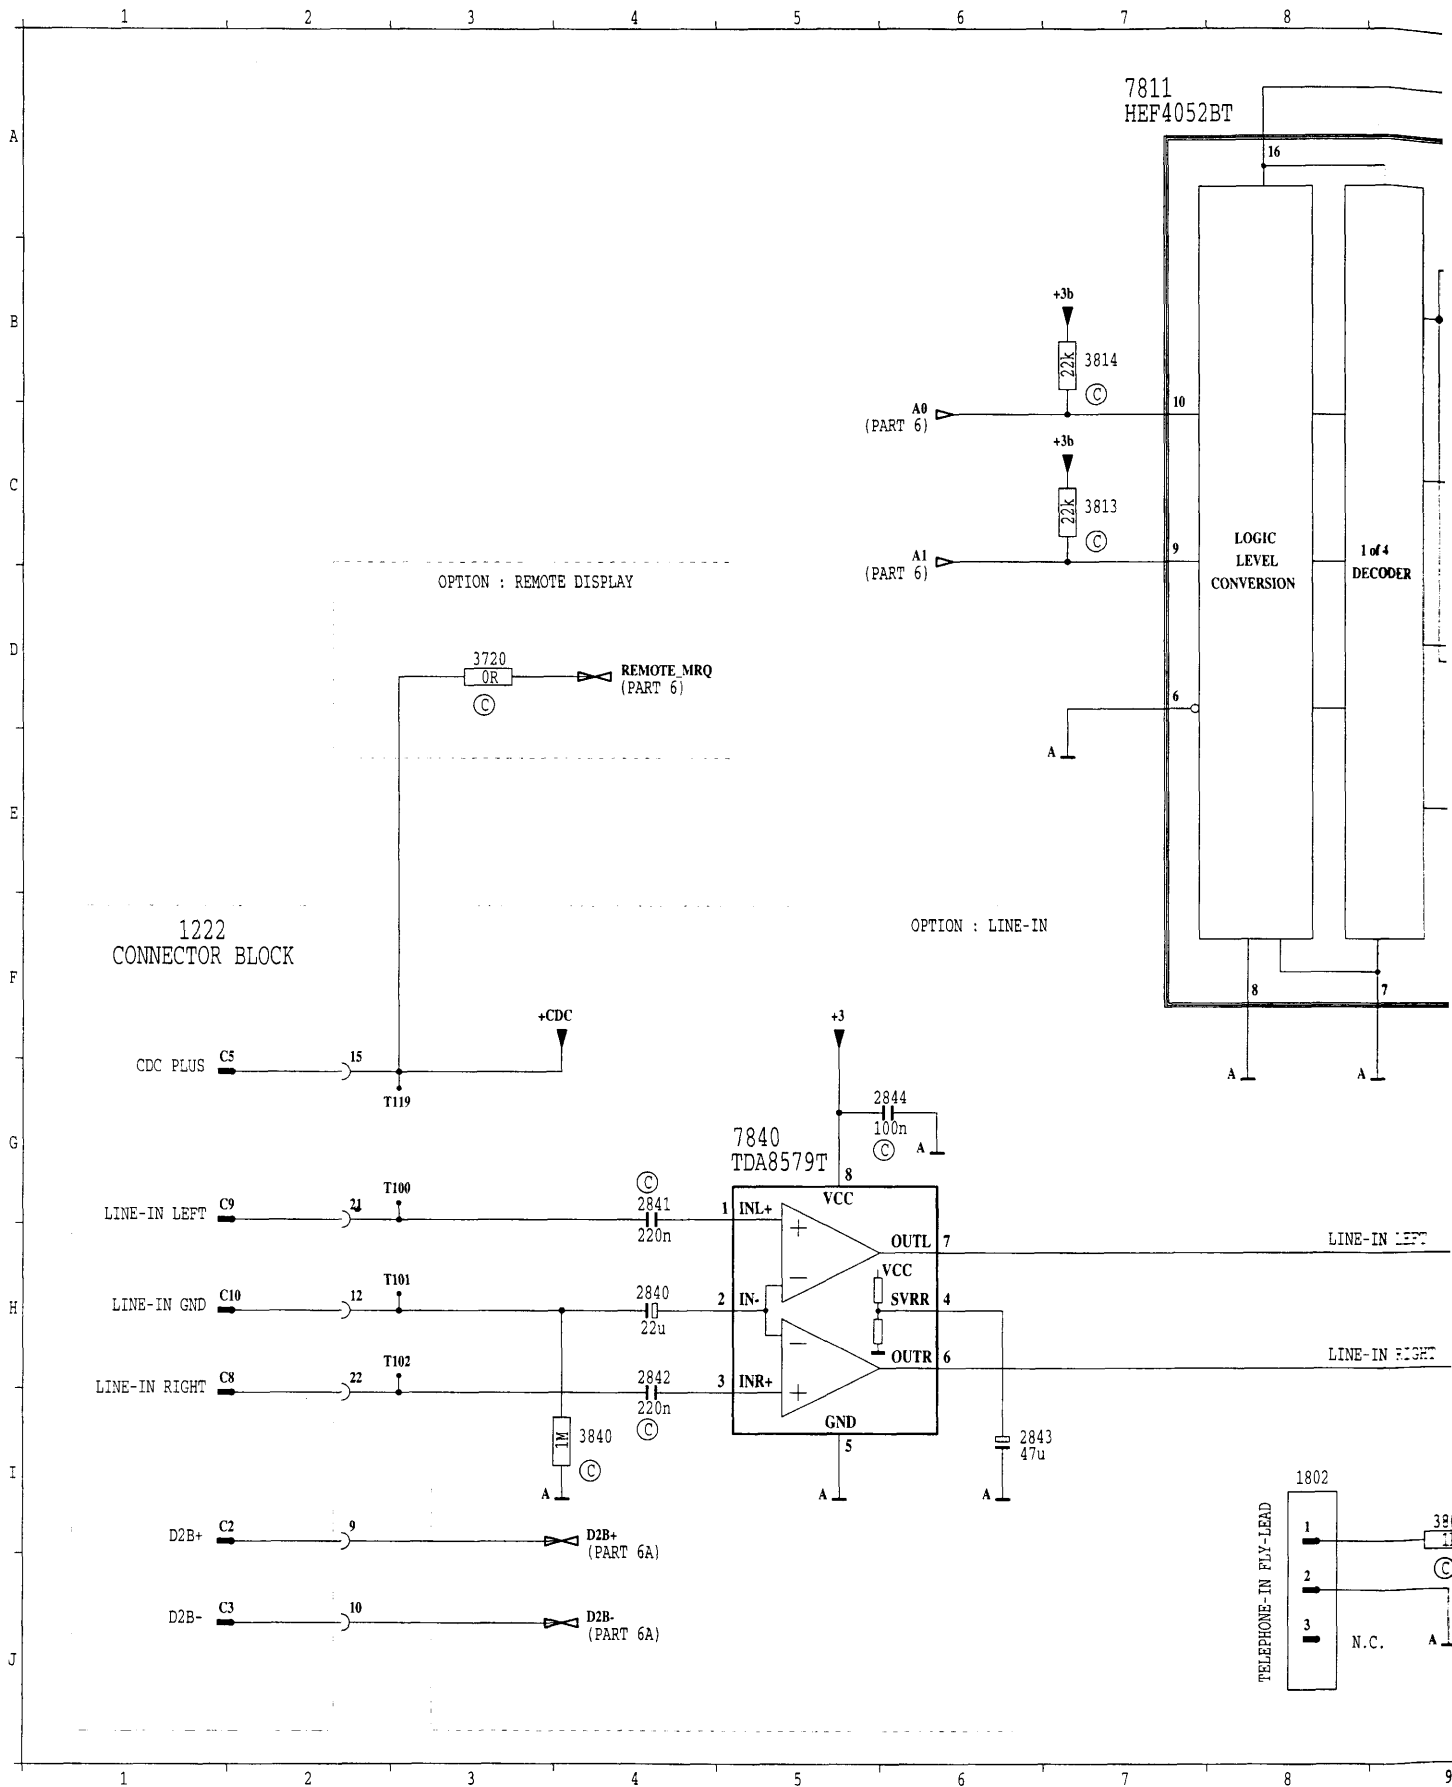 1 2 3 4 5 6 7 8
7811
HEF4052BT
A
16
B
+3b
22k 3814
C
A0 10
(PART 6)
+3b
C
22k 3813
C
A1 9
(PART 6)
LOGIC
LEVEL
CONVERSION
1 of 4
DECODER
OPTION : REMOTE DISPLAY
D
3720
0R
C
REMOTE_MRQ
(PART 6)
6
A
E
1222
CONNECTOR BLOCK
OPTION : LINE-IN
F
8 7
+CDC +3
CDC PLUS C5 15
T119
A A
G
2844
100n
C
A
7840
TDA8579T
8
VCC
LINE-IN LEFT C9 21 T100
C
2841
220n
1 INL+
OUTL 7
LINE-IN LEFT
VCC
H
LINE-IN GND C10 12 T101
2840
22u
2 IN-
SVRR 4
OUTR 6
LINE-IN RIGHT
LINE-IN RIGHT C8 22 T102
2842
220n
C
3 INR+
GND
5
I
1M 3840
C
A
A
2843
47u
A
1802
TELEPHONE-IN FLY-LEAD
1
2
3 N.C.
C
A
D2B+ C2 9
D2B+
(PART 6A)
D2B- C3 10
D2B-
(PART 6A)
J
1 2 3 4 5 6 7 8 9